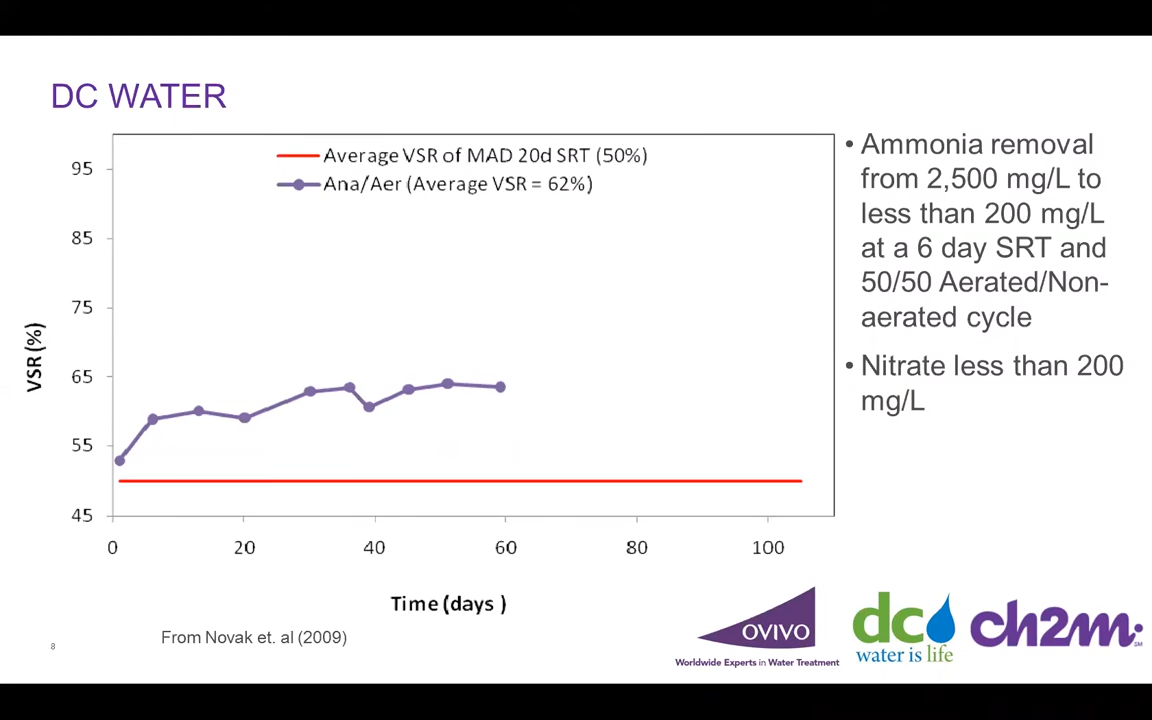 DC WATER
Average VSR of MAD 20d SRT (50%)
Ana/Aer (Average VSR = 62%)
95
85
75
65
55
45
VSR (%)
0 20 40 60 80 100
Time (days )
• Ammonia removal
from 2,500 mg/L to
less than 200 mg/L
at a 6 day SRT and
50/50 Aerated/Non-
aerated cycle
• Nitrate less than 200
mg/L
From Novak et. al (2009)
8
OVIVO
Worldwide Experts in Water Treatment
dc
water is life
ch2m:
SM